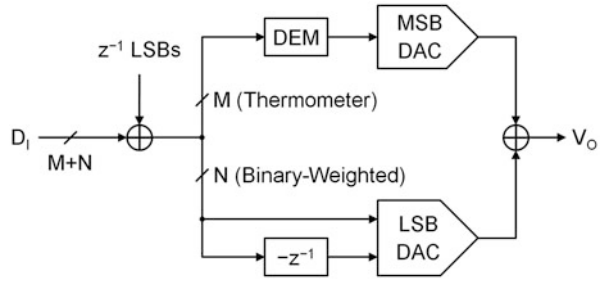 z⁻¹ LSBs
DEM
MSB
DAC
M (Thermometer)
D_I
M+N
V_O
N (Binary-Weighted)
LSB
DAC
−z⁻¹